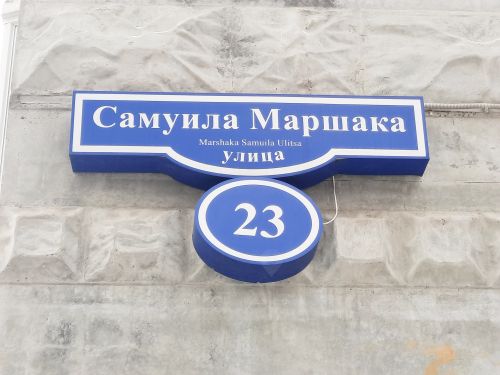 Самуила Маршака
Marshaka Samuila Ulitsa
улица
23